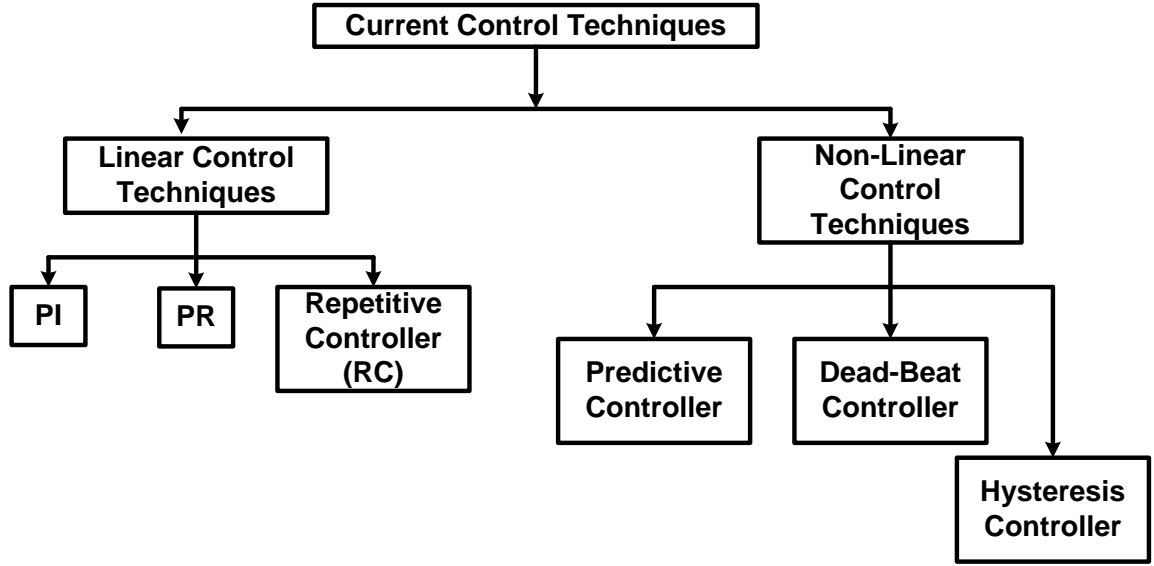 Current Control Techniques
Linear Control
Techniques
Non-Linear
Control
Techniques
PI
PR
Repetitive
Controller
(RC)
Predictive
Controller
Dead-Beat
Controller
Hysteresis
Controller